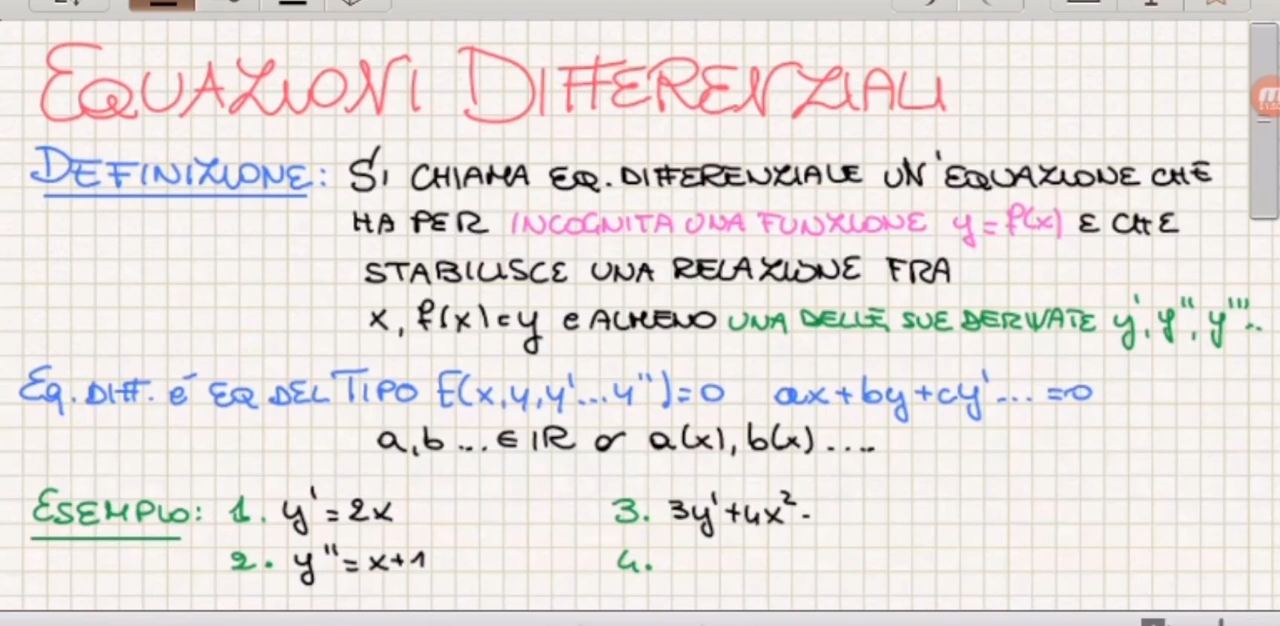 EQUAZIONI DIFFERENZIALI
DEFINIZIONE: SI CHIAMA EQ. DIFFERENZIALE UN'EQUAZIONE CHE
HA PER INCOGNITA UNA FUNZIONE y = f(x) E CHE
STABILISCE UNA RELAZIONE FRA
x, f(x) = y e ALMENO UNA DELLE SUE DERIVATE y', y'', y'''..
EQ. DIFF. É EQ DEL TIPO F(x, y, y'...y'')=0 ax+by+cy'... =0
a, b ... ∈ IR or a(x), b(x) ....
ESEMPIO: 1. y' = 2x 3. 3y'+4x².
2. y'' = x+1 4.